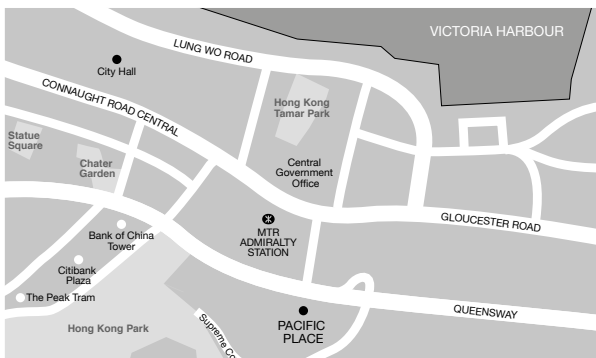 VICTORIA HARBOUR
LUNG WO ROAD
City Hall
CONNAUGHT ROAD CENTRAL
Hong Kong
Tamar Park
Statue
Square
Chater
Garden
Central
Government
Office
GLOUCESTER ROAD
MTR
ADMIRALTY
STATION
Bank of China
Tower
Citibank
Plaza
The Peak Tram
QUEENSWAY
Hong Kong Park
Supreme
PACIFIC
PLACE